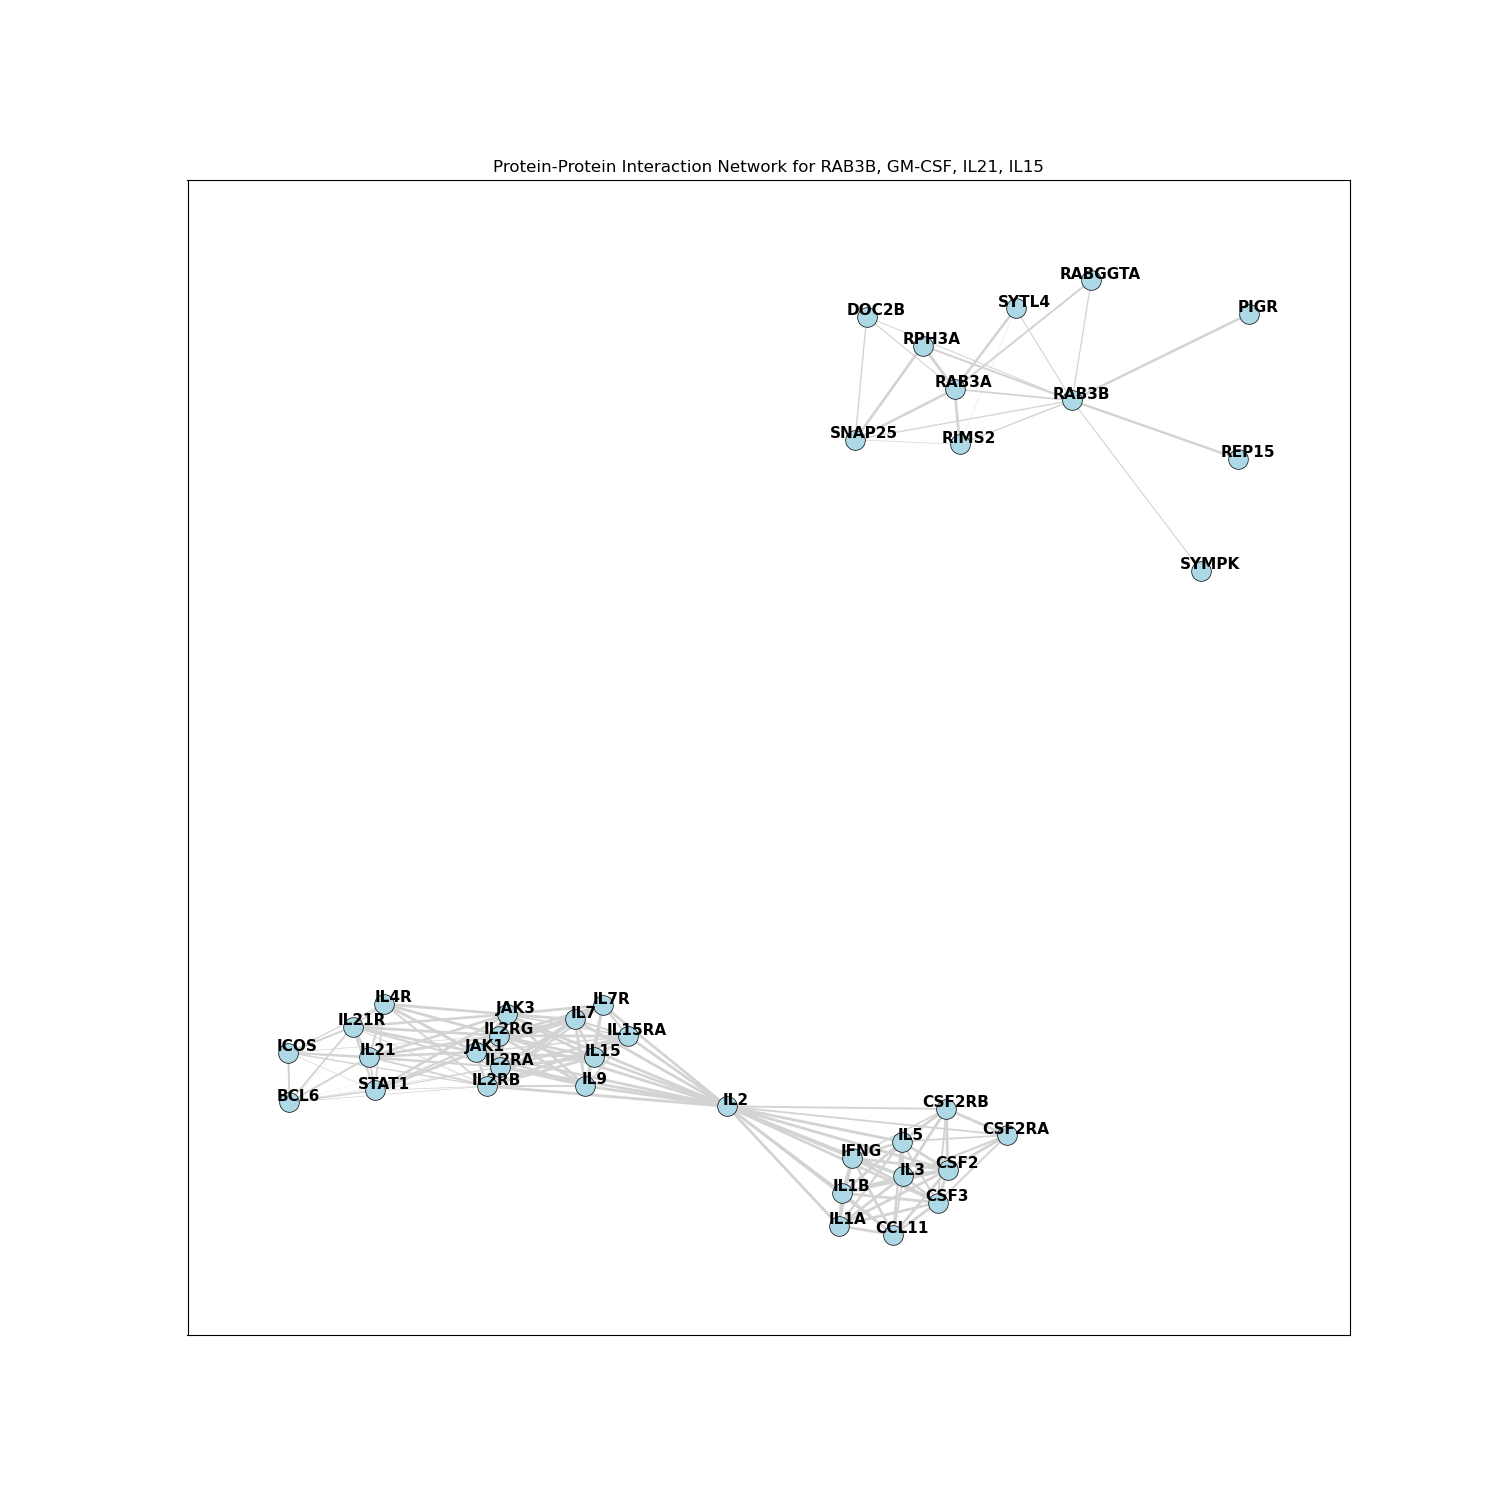 Protein-Protein Interaction Network for RAB3B, GM-CSF, IL21, IL15
RABGGTA
SYTL4
PIGR
DOC2B
RPH3A
RAB3A
RAB3B
SNAP25
RIMS2
REP15
SYMPK
IL4R
IL7R
JAK3
IL7
IL21R
IL2RG
IL15RA
ICOS
JAK1
IL21
IL15
IL2RA
IL2RB
IL9
STAT1
BCL6
IL2
CSF2RB
CSF2RA
IL5
IFNG
CSF2
IL3
IL1B
CSF3
IL1A
CCL11